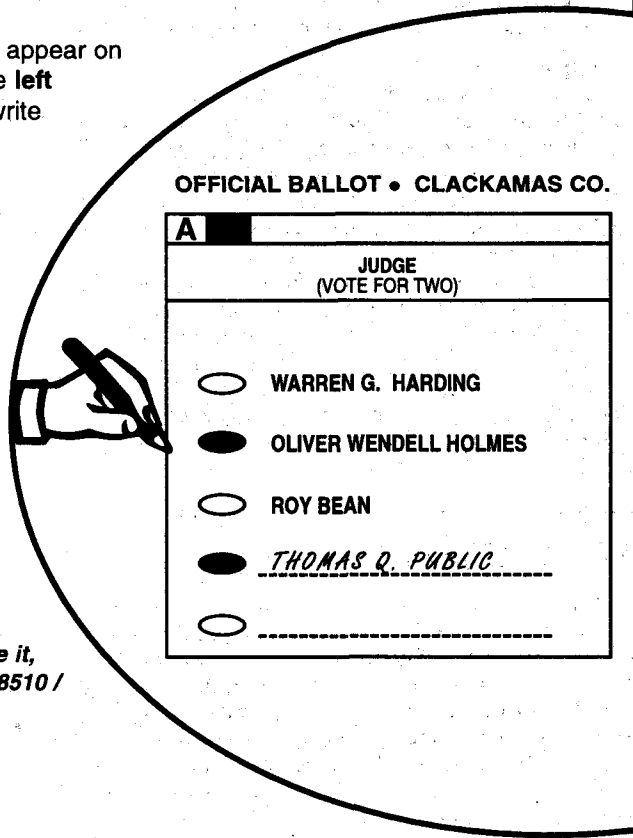 appear on
e left
write
OFFICIAL BALLOT • CLACKAMAS CO.
A
JUDGE
(VOTE FOR TWO)
WARREN G. HARDING
OLIVER WENDELL HOLMES
ROY BEAN
THOMAS Q. PUBLIC
e it,
8510 /